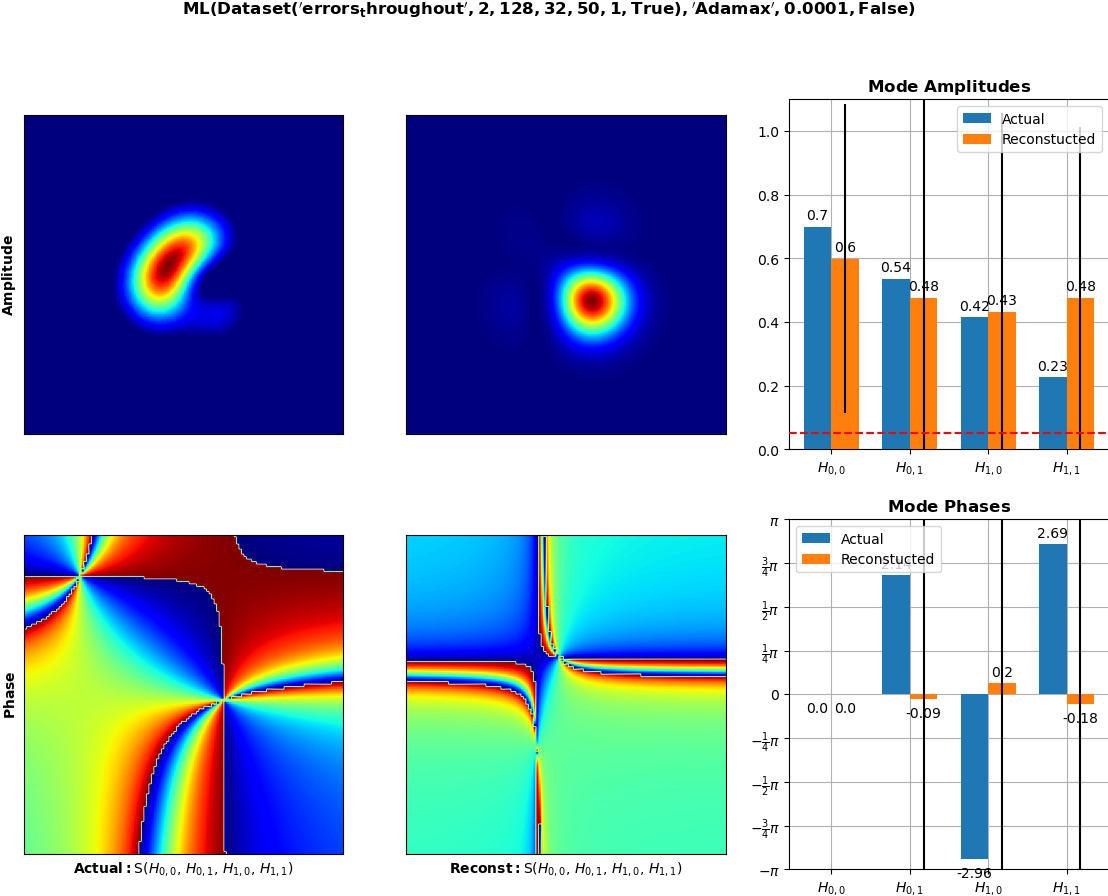 ML(Dataset('errors_throughout', 2, 128, 32, 50, 1, True), 'Adamax', 0.0001, False)
Amplitude
Mode Amplitudes
Actual
Reconstucted
1.0
0.8
0.6
0.4
0.2
0.0
0.7
0.6
0.54
0.48
0.42
0.43
0.23
0.48
H0,0
H0,1
H1,0
H1,1
Phase
Actual: S(H0,0, H0,1, H1,0, H1,1)
Reconst: S(H0,0, H0,1, H1,0, H1,1)
Mode Phases
Actual
Reconstucted
π
3/4π
1/2π
1/4π
0
−1/4π
−1/2π
−3/4π
−π
0.0
0.0
-0.09
-2.96
0.2
2.69
-0.18
H0,0
H0,1
H1,0
H1,1